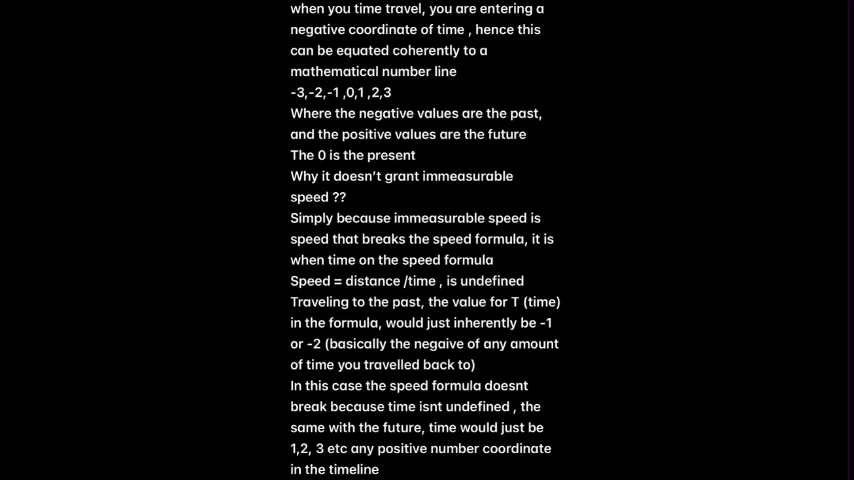 when you time travel, you are entering a
negative coordinate of time , hence this
can be equated coherently to a
mathematical number line
-3,-2,-1 ,0,1 ,2,3
Where the negative values are the past,
and the positive values are the future
The 0 is the present
Why it doesn't grant immeasurable
speed ??
Simply because immeasurable speed is
speed that breaks the speed formula, it is
when time on the speed formula
Speed = distance /time , is undefined
Traveling to the past, the value for T (time)
in the formula, would just inherently be -1
or -2 (basically the negaive of any amount
of time you travelled back to)
In this case the speed formula doesnt
break because time isnt undefined , the
same with the future, time would just be
1,2, 3 etc any positive number coordinate
in the timeline